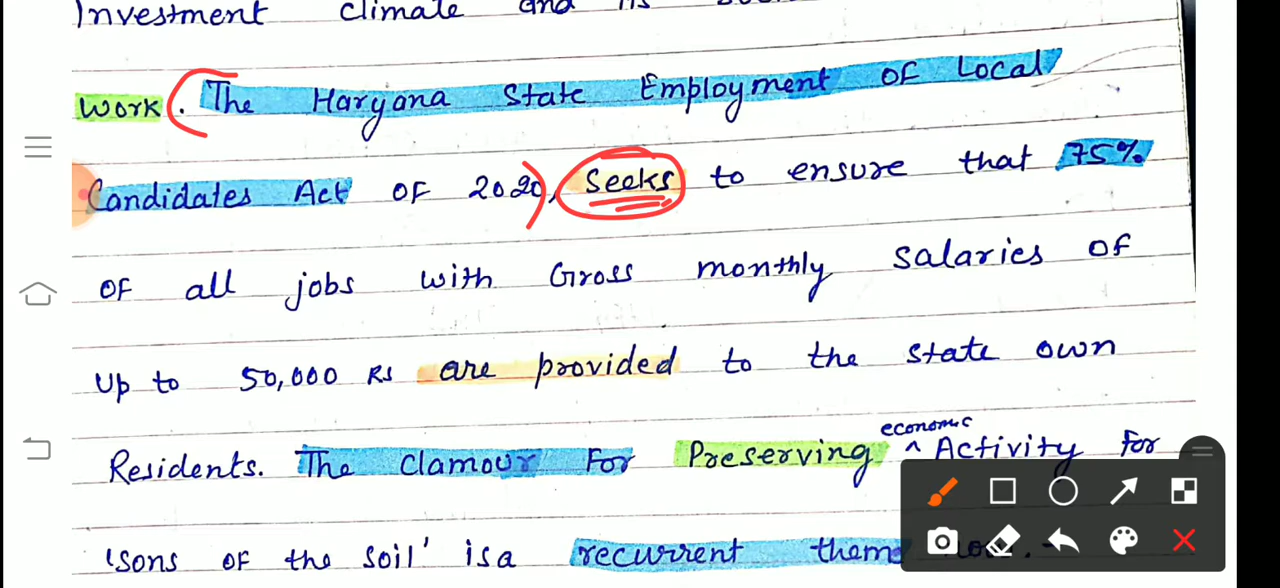 Investment climate and its
Work. The Haryana State Employment OF Local
Candidates Act OF 2020, Seeks to ensure that 75%
OF all jobs with Gross monthly salaries OF
Up to 50,000 Rs are provided to the state own
Residents. The Clamour For Preserving ^ economic Activity For
'sons OF the soil' is a recurrent